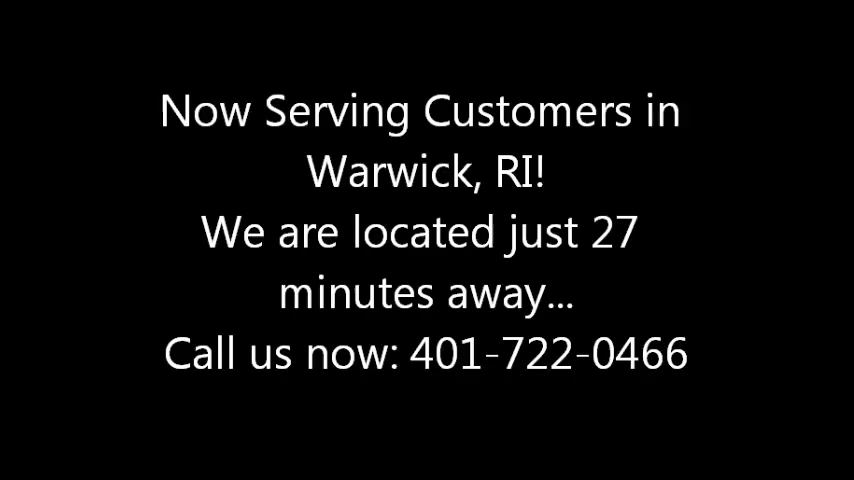 Now Serving Customers in
Warwick, RI!
We are located just 27
minutes away...
Call us now: 401-722-0466